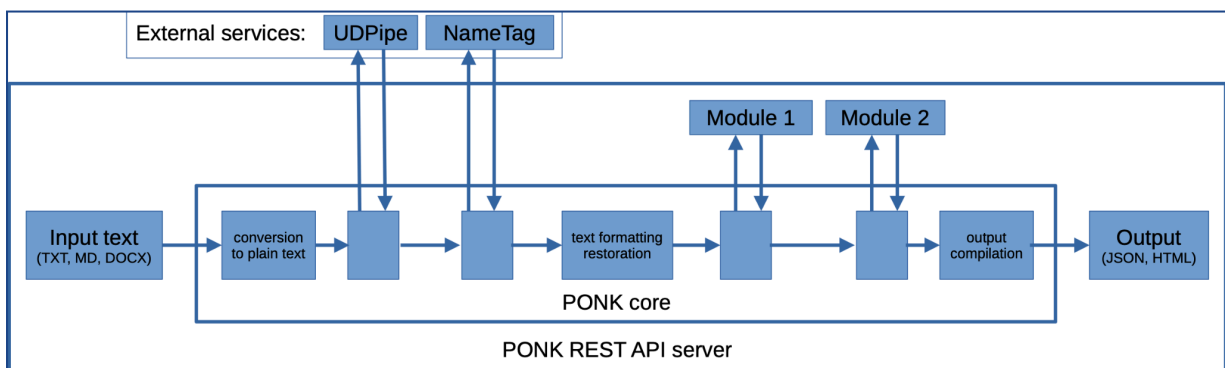 External services: UDPipe NameTag
Module 1 Module 2
Input text
(TXT, MD, DOCX)
conversion
to plain text
text formatting
restoration
output
compilation
Output
(JSON, HTML)
PONK core
PONK REST API server